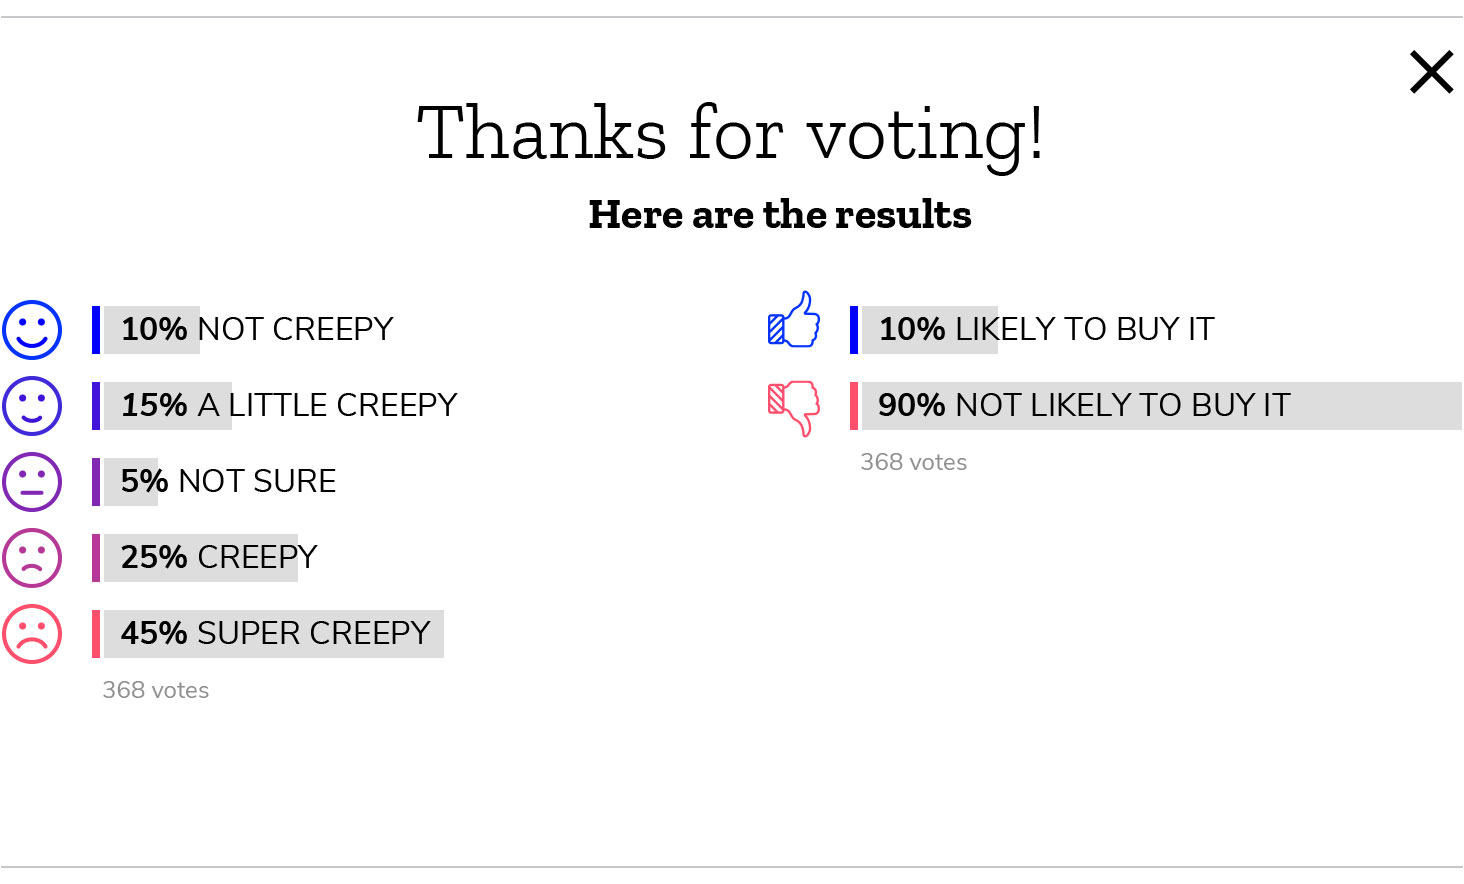 Thanks for voting!
Here are the results
10% NOT CREEPY
15% A LITTLE CREEPY
5% NOT SURE
25% CREEPY
45% SUPER CREEPY
368 votes
10% LIKELY TO BUY IT
90% NOT LIKELY TO BUY IT
368 votes